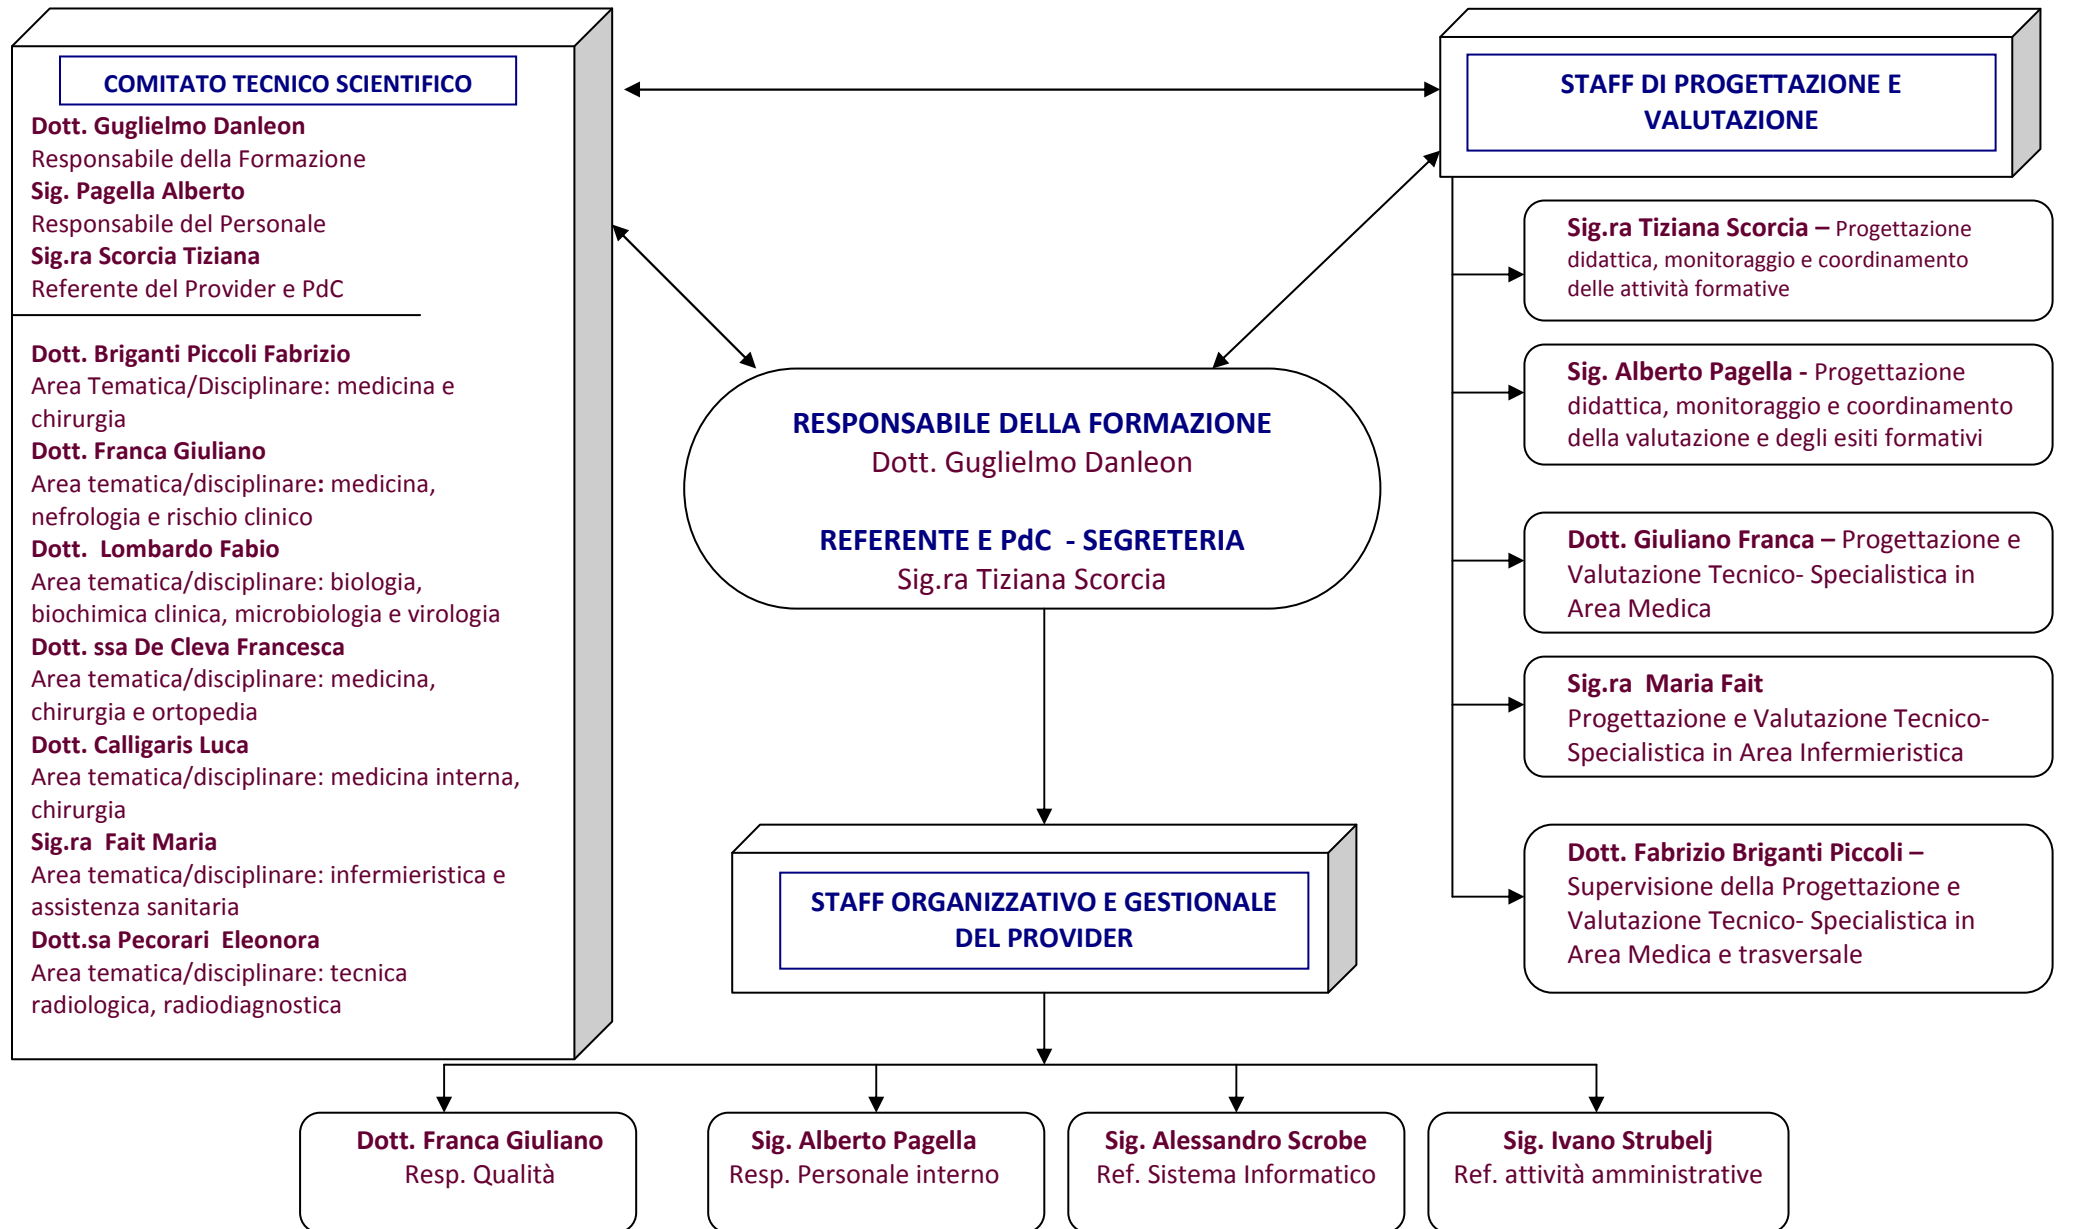 COMITATO TECNICO SCIENTIFICO
Dott. Guglielmo Danleon
Responsabile della Formazione
Sig. Pagella Alberto
Responsabile del Personale
Sig.ra Scorcia Tiziana
Referente del Provider e PdC
Dott. Briganti Piccoli Fabrizio
Area Tematica/Disciplinare: medicina e
chirurgia
Dott. Franca Giuliano
Area tematica/disciplinare: medicina,
nefrologia e rischio clinico
Dott.  Lombardo Fabio
Area tematica/disciplinare: biologia,
biochimica clinica, microbiologia e virologia
Dott. ssa De Cleva Francesca
Area tematica/disciplinare: medicina,
chirurgia e ortopedia
Dott. Calligaris Luca
Area tematica/disciplinare: medicina interna,
chirurgia
Sig.ra  Fait Maria
Area tematica/disciplinare: infermieristica e
assistenza sanitaria
Dott.sa Pecorari  Eleonora
Area tematica/disciplinare: tecnica
radiologica, radiodiagnostica
STAFF DI PROGETTAZIONE E
VALUTAZIONE
Sig.ra Tiziana Scorcia – Progettazione
didattica, monitoraggio e coordinamento
delle attività formative
Sig. Alberto Pagella - Progettazione
didattica, monitoraggio e coordinamento
della valutazione e degli esiti formativi
Dott. Giuliano Franca – Progettazione e
Valutazione Tecnico- Specialistica in
Area Medica
Sig.ra  Maria Fait
Progettazione e Valutazione Tecnico-
Specialistica in Area Infermieristica
Dott. Fabrizio Briganti Piccoli –
Supervisione della Progettazione e
Valutazione Tecnico- Specialistica in
Area Medica e trasversale
RESPONSABILE DELLA FORMAZIONE
Dott. Guglielmo Danleon
REFERENTE E PdC  - SEGRETERIA
Sig.ra Tiziana Scorcia
STAFF ORGANIZZATIVO E GESTIONALE
DEL PROVIDER
Dott. Franca Giuliano
Resp. Qualità
Sig. Alberto Pagella
Resp. Personale interno
Sig. Alessandro Scrobe
Ref. Sistema Informatico
Sig. Ivano Strubelj
Ref. attività amministrative